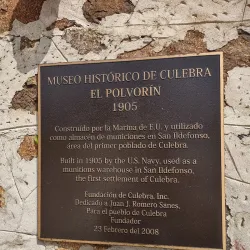 MUSEO HISTÓRICO DE CULEBRA
EL POLVORÍN
1905
Construida por la Marina de E.U. y utilizado
como almacén de municiones en San Ildefonso,
área del primer poblado de Culebra.
Built in 1905 by the U.S. Navy, used as a
munitions warehouse in San Ildefonso,
the first settlement of Culebra.
Fundación de Culebra, Inc.
Dedicado a Juan J. Romero Sanes,
Para el pueblo de Culebra
Fundador
23 Febrero del 2008